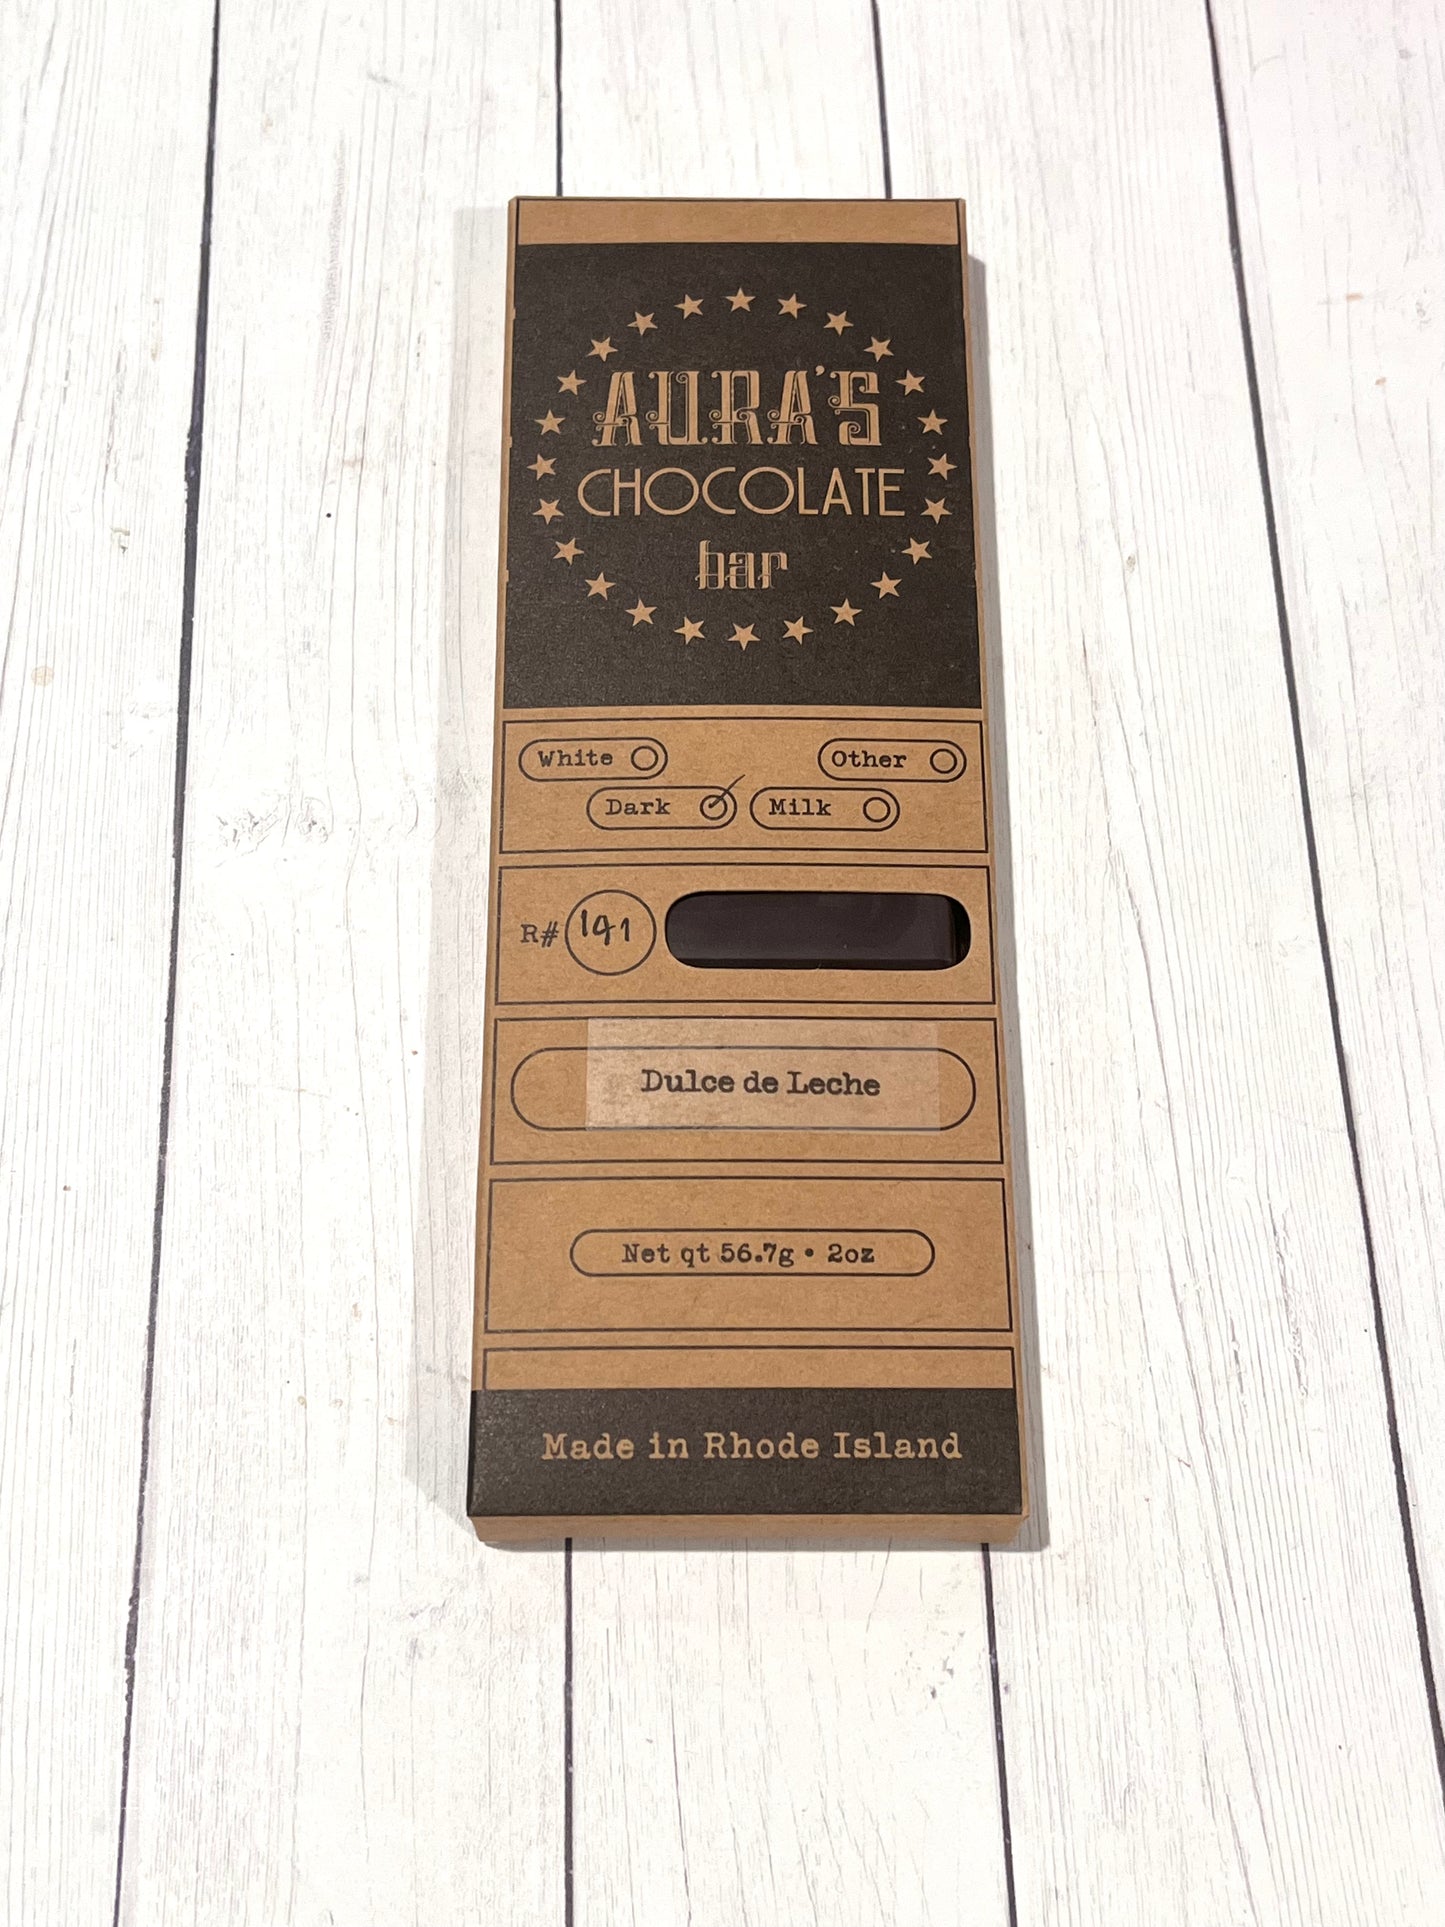 AURA'S
CHOCOLATE
bar
White Other
Dark Milk
R# 191
Dulce de Leche
Net qt 56.7g • 2oz
Made in Rhode Island